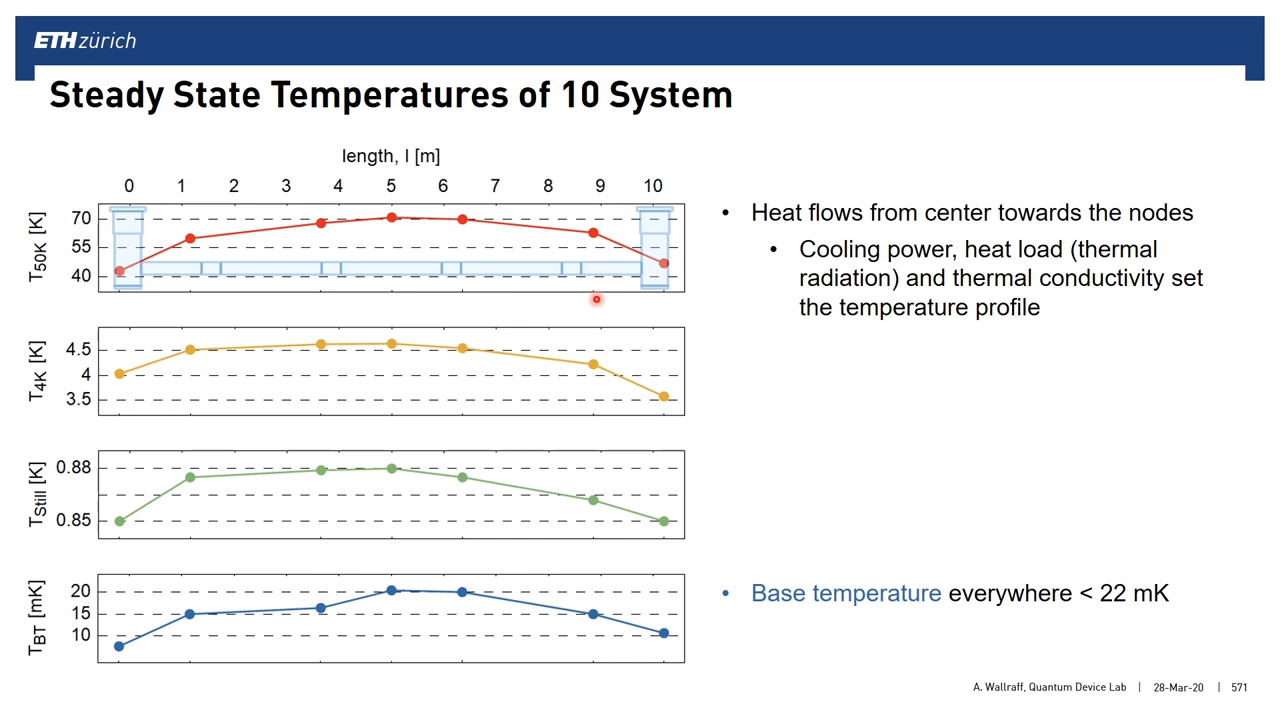 ETH zürich
Steady State Temperatures of 10 System
length, l [m]
0 1 2 3 4 5 6 7 8 9 10
T50K [K]
70
55
40
T4K [K]
4.5
4
3.5
TStill [K]
0.88
0.85
TBT [mK]
20
15
10
• Heat flows from center towards the nodes
• Cooling power, heat load (thermal
radiation) and thermal conductivity set
the temperature profile
• Base temperature everywhere < 22 mK
A. Wallraff, Quantum Device Lab | 28-Mar-20 | 571